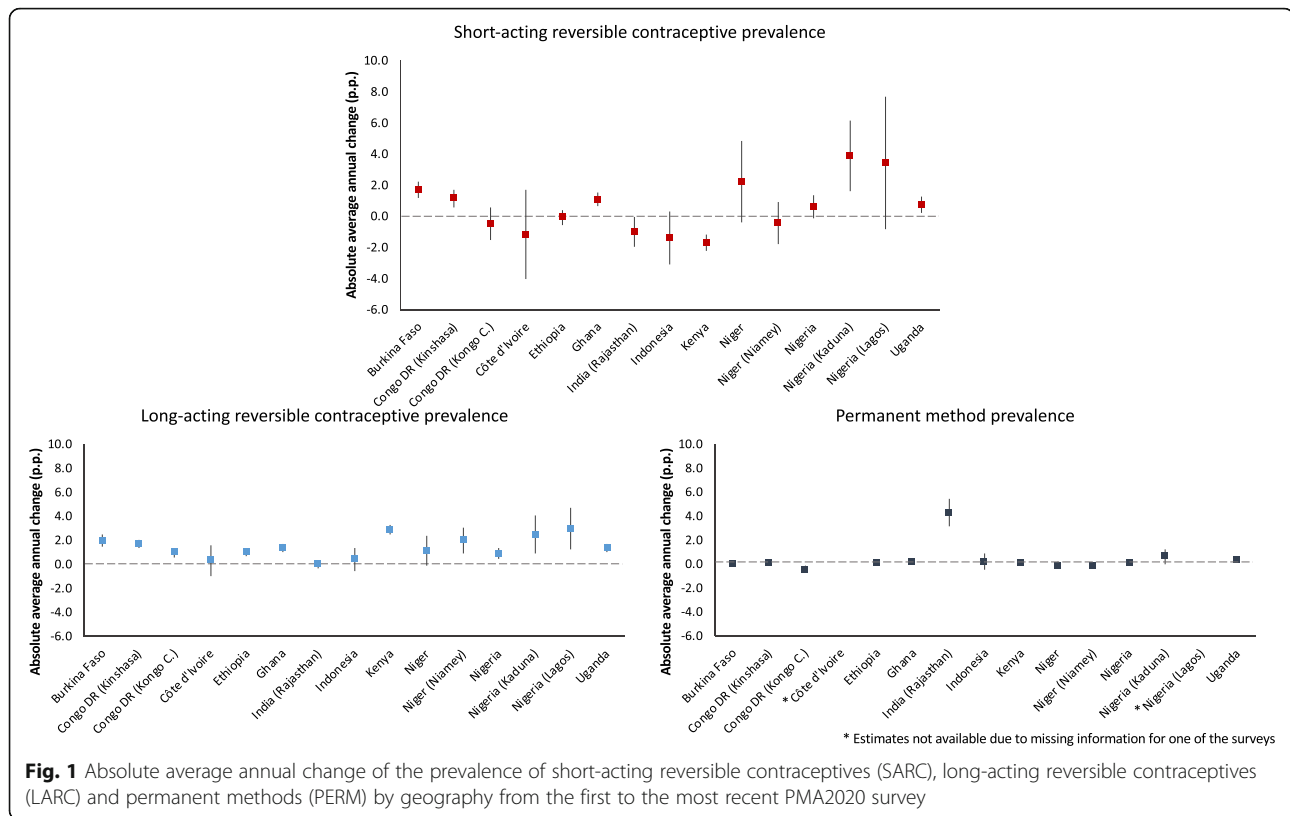 Short-acting reversible contraceptive prevalence
Absolute average annual change (p.p.)
10.0
8.0
6.0
4.0
2.0
0.0
-2.0
-4.0
-6.0
Burkina Faso
Congo DR (Kinshasa)
Congo DR (Kongo C.)
Côte d'Ivoire
Ethiopia
Ghana
India (Rajasthan)
Indonesia
Kenya
Niger
Niger (Niamey)
Nigeria
Nigeria (Kaduna)
Nigeria (Lagos)
Uganda
Long-acting reversible contraceptive prevalence
Absolute average annual change (p.p.)
10.0
8.0
6.0
4.0
2.0
0.0
-2.0
-4.0
-6.0
Burkina Faso
Congo DR (Kinshasa)
Congo DR (Kongo C.)
Côte d'Ivoire
Ethiopia
Ghana
India (Rajasthan)
Indonesia
Kenya
Niger
Niger (Niamey)
Nigeria
Nigeria (Kaduna)
Nigeria (Lagos)
Uganda
Permanent method prevalence
Absolute average annual change (p.p.)
10.0
8.0
6.0
4.0
2.0
0.0
-2.0
-4.0
-6.0
Burkina Faso
Congo DR (Kinshasa)
Congo DR (Kongo C.)
* Côte d'Ivoire
Ethiopia
Ghana
India (Rajasthan)
Indonesia
Kenya
Niger
Niger (Niamey)
Nigeria
Nigeria (Kaduna)
* Nigeria (Lagos)
Uganda
* Estimates not available due to missing information for one of the surveys
Fig. 1 Absolute average annual change of the prevalence of short-acting reversible contraceptives (SARC), long-acting reversible contraceptives
(LARC) and permanent methods (PERM) by geography from the first to the most recent PMA2020 survey